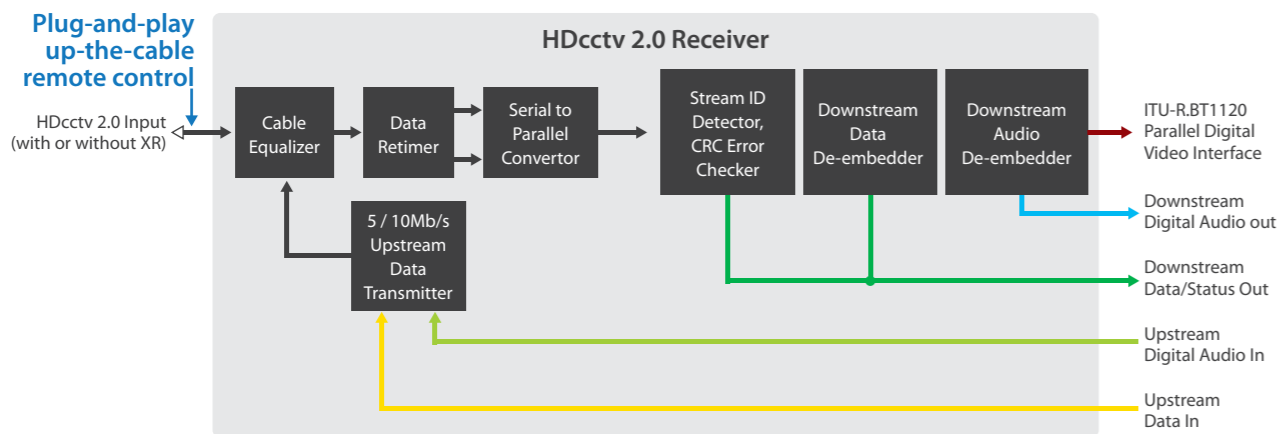 Plug-and-play
up-the-cable
remote control
HDcctv 2.0 Receiver
HDcctv 2.0 Input
(with or without XR)
Cable
Equalizer
Data
Retimer
Serial to
Parallel
Convertor
Stream ID
Detector,
CRC Error
Checker
Downstream
Data
De-embedder
Downstream
Audio
De-embedder
ITU-R.BT1120
Parallel Digital
Video Interface
Downstream
Digital Audio out
5 / 10Mb/s
Upstream
Data
Transmitter
Downstream
Data/Status Out
Upstream
Digital Audio In
Upstream
Data In